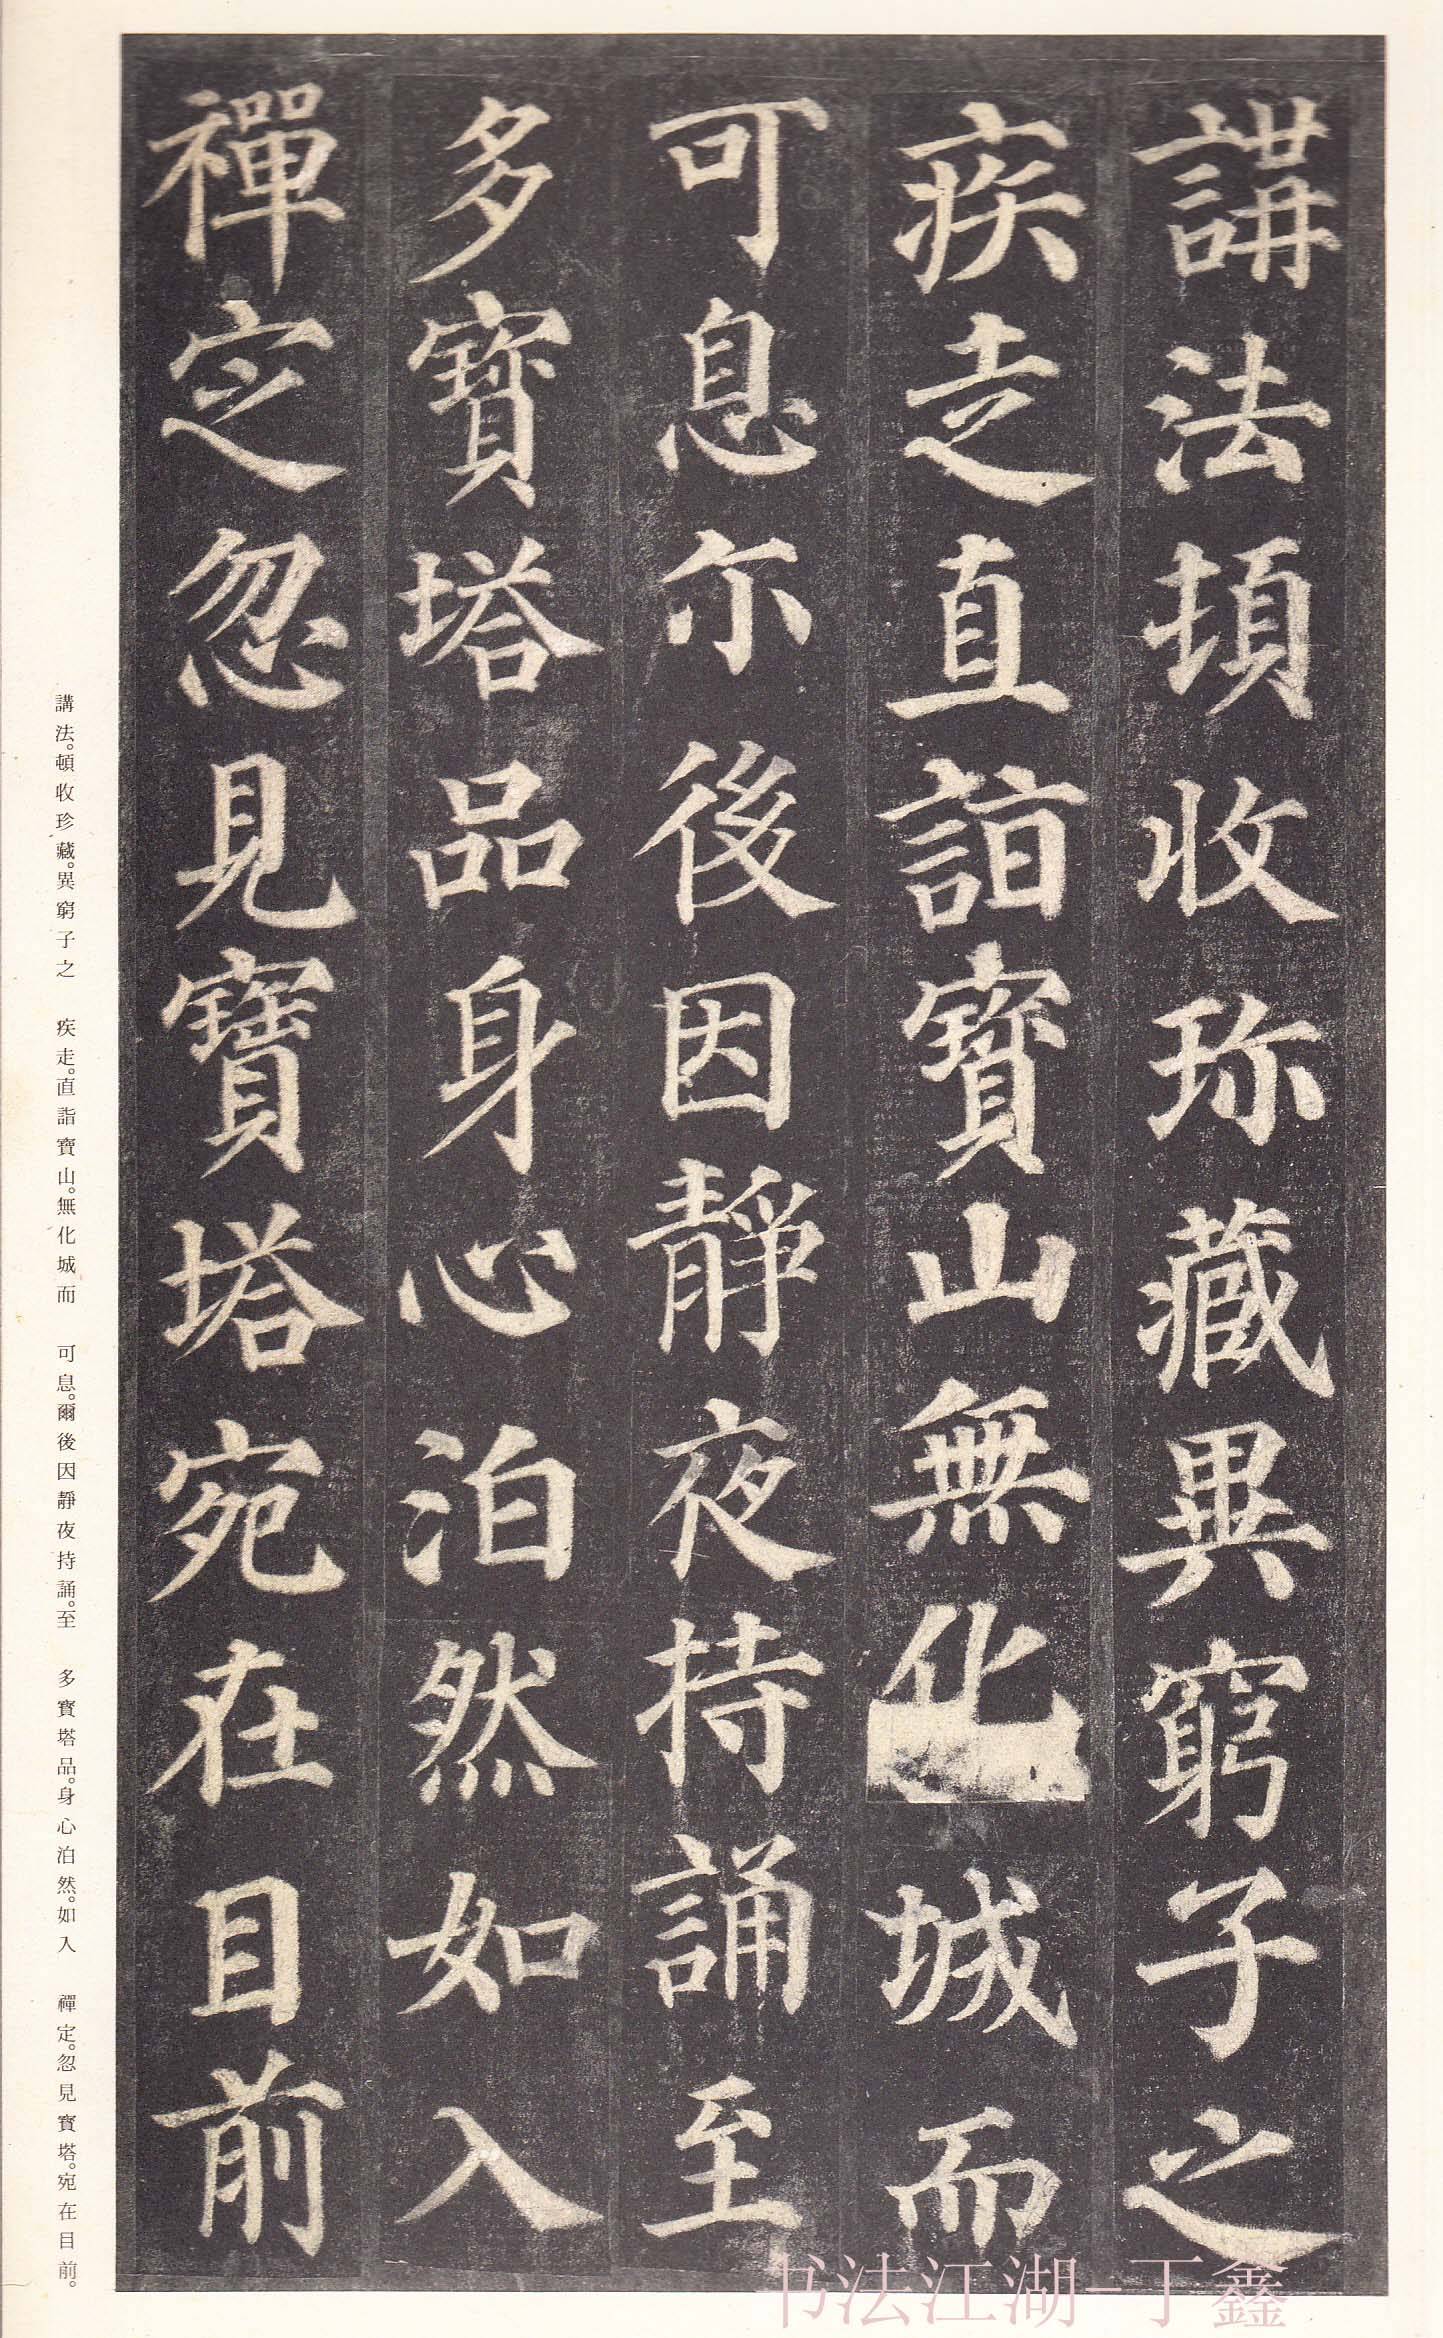 講法頓收珎藏異窮子之
疾走直詣寶山無化城而
可息尒後因靜夜持誦至
多寶塔品身心泊然如入
禪定忽見寶塔宛在目前
講法。頓收珍藏。異窮子之　疾走。直詣寶山。無化城而　可息。爾後因靜夜持誦。至　多寶塔品。身心泊然。如入　禪定。忽見寶塔。宛在目前。
书法江湖-丁鑫